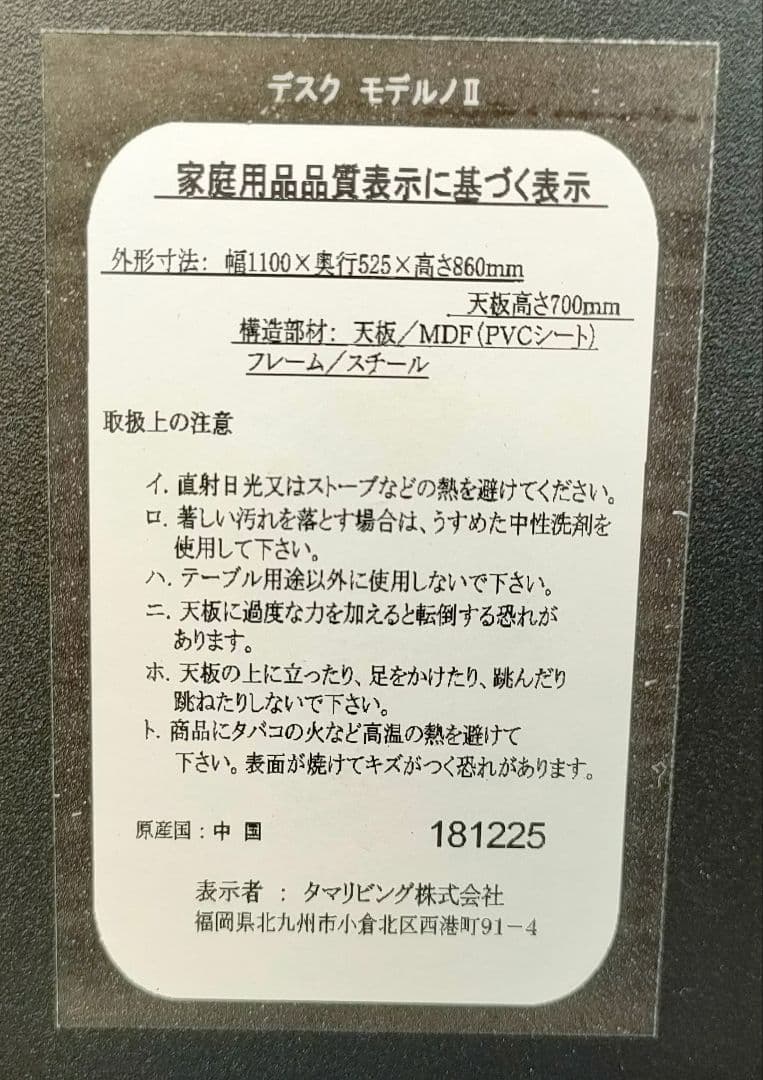 デスク モデルノⅡ
家庭用品品質表示に基づく表示
外形寸法： 幅1100×奥行525×高さ860mm
天板高さ700mm
構造部材： 天板／MDF（PVCシート）
フレーム／スチール
取扱上の注意
イ．直射日光又はストーブなどの熱を避けてください。
ロ．著しい汚れを落とす場合は、うすめた中性洗剤を
使用して下さい。
ハ．テーブル用途以外に使用しないで下さい。
ニ．天板に過度な力を加えると転倒する恐れが
あります。
ホ．天板の上に立ったり、足をかけたり、跳んだり
跳ねたりしないで下さい。
ト．商品にタバコの火など高温の熱を避けて
下さい。表面が焼けてキズがつく恐れがあります。
原産国：中 国 181225
表示者 ： タマリビング株式会社
福岡県北九州市小倉北区西港町91－4